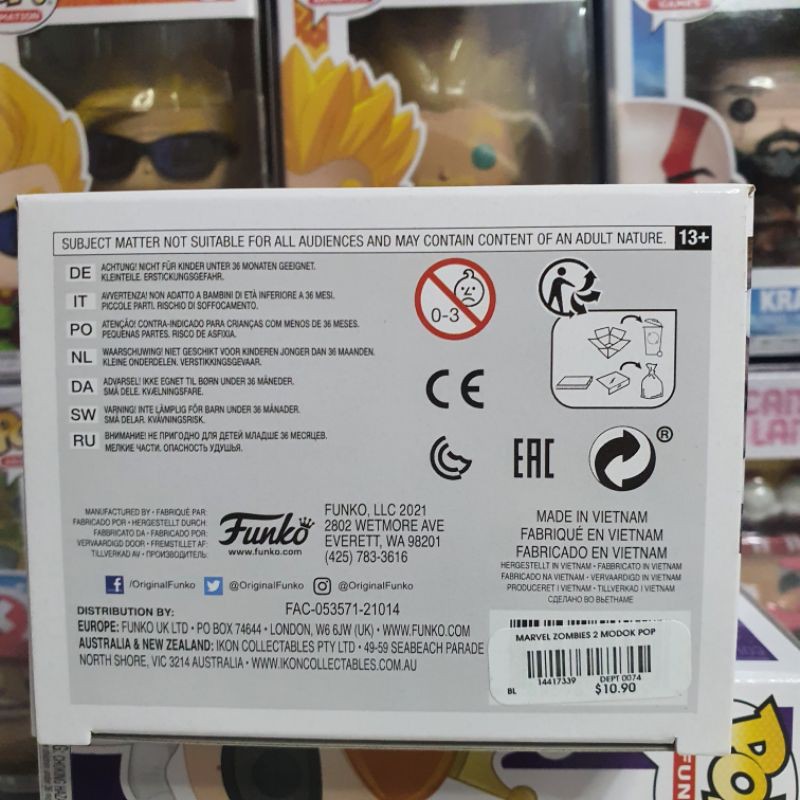 MATION
GAMES
SUBJECT MATTER NOT SUITABLE FOR ALL AUDIENCES AND MAY CONTAIN CONTENT OF AN ADULT NATURE. 13+
DE ACHTUNG! NICHT FÜR KINDER UNTER 36 MONATEN GEEIGNET.
KLEINTEILE. ERSTICKUNGSGEFAHR.
IT AVVERTENZA! NON ADATTO A BAMBINI DI ETÀ INFERIORE A 36 MESI.
PICCOLE PARTI. RISCHIO DI SOFFOCAMENTO.
PO ATENÇÃO! CONTRA-INDICADO PARA CRIANÇAS COM MENOS DE 36 MESES.
PEQUENAS PARTES. RISCO DE ASFIXIA.
NL WAARSCHUWING! NIET GESCHIKT VOOR KINDEREN JONGER DAN 36 MAANDEN.
KLEINE ONDERDELEN. VERSTIKKINGSGEVAAR.
DA ADVARSEL! IKKE EGNET TIL BØRN UNDER 36 MÅNEDER.
SMÅ DELE. KVÆLNINGSFARE.
SW VARNING! INTE LÄMPLIG FÖR BARN UNDER 36 MÅNADER.
SMÅ DELAR. KVÄVNINGSRISK.
RU ВНИМАНИЕ! НЕ ПРИГОДНО ДЛЯ ДЕТЕЙ МЛАДШЕ 36 МЕСЯЦЕВ.
МЕЛКИЕ ЧАСТИ. ОПАСНОСТЬ УДУШЬЯ.
0-3
CE
EAC
®
KRA
MANUFACTURED BY • FABRIQUÉ PAR:
FABRICADO POR • HERGESTELLT DURCH:
FABBRICATO DA • FABRICADO POR:
VERVAARDIGD DOOR • FREMSTILLET AF:
TILLVERKAD AV • ПРОИЗВОДИТЕЛЬ:
Funko
www.funko.com
FUNKO, LLC 2021
2802 WETMORE AVE
EVERETT, WA 98201
(425) 783-3616
/OriginalFunko @OriginalFunko @OriginalFunko
FAC-053571-21014
MADE IN VIETNAM
FABRIQUÉ EN VIETNAM
FABRICADO EN VIETNAM
HERGESTELLT IN VIETNAM • FABBRICATO IN VIETNAM
FABRICADO NA VIETNAM • VERVAARDIGD IN VIETNAM
PRODUCERET I VIETNAM • TILLVERKAD I VIETNAM
СДЕЛАНО ВО ВЬЕТНАМЕ
DISTRIBUTION BY:
EUROPE: FUNKO UK LTD • PO BOX 74644 • LONDON, W6 6JW (UK) • WWW.FUNKO.COM
AUSTRALIA & NEW ZEALAND: IKON COLLECTABLES PTY LTD • 49-59 SEABEACH PARADE
NORTH SHORE, VIC 3214 AUSTRALIA • WWW.IKONCOLLECTABLES.COM.AU
MARVEL ZOMBIES 2 MODOK POP
14417339 DEPT 0074
BL $10.90